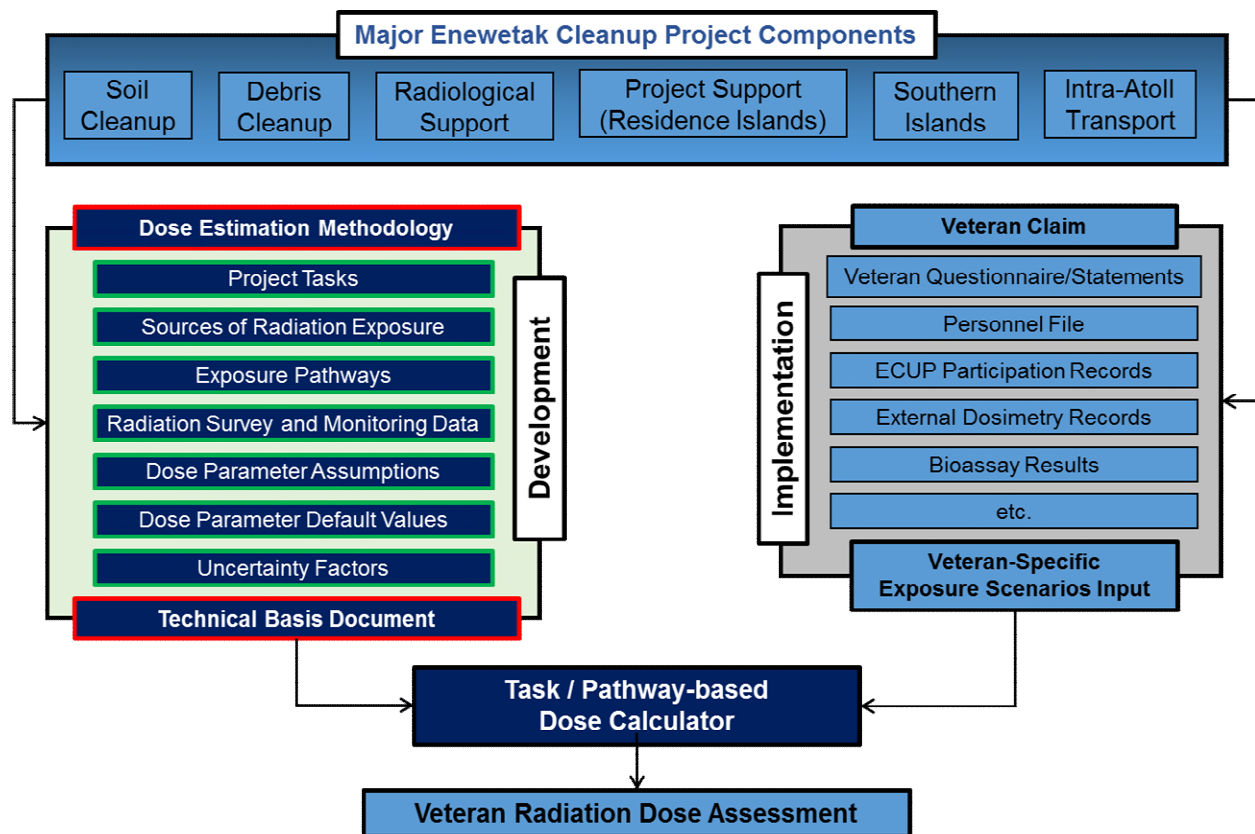 Major Enewetak Cleanup Project Components
Soil
Cleanup
Debris
Cleanup
Radiological
Support
Project Support
(Residence Islands)
Southern
Islands
Intra-Atoll
Transport
Dose Estimation Methodology
Project Tasks
Sources of Radiation Exposure
Exposure Pathways
Radiation Survey and Monitoring Data
Dose Parameter Assumptions
Dose Parameter Default Values
Uncertainty Factors
Technical Basis Document
Development
Implementation
Veteran Claim
Veteran Questionnaire/Statements
Personnel File
ECUP Participation Records
External Dosimetry Records
Bioassay Results
etc.
Veteran-Specific
Exposure Scenarios Input
Task / Pathway-based
Dose Calculator
Veteran Radiation Dose Assessment